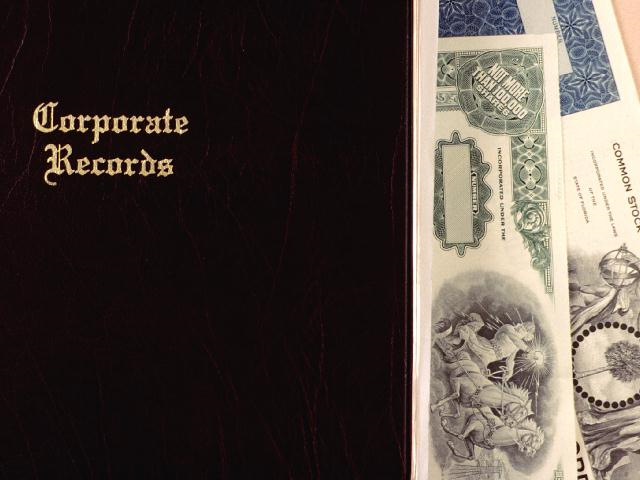 Corporate
Records
NOT MORE
THAN 100,000
SHARES
NUMBER
INCORPORATED UNDER THE
COMMON STOCK
INCORPORATED UNDER THE LAWS
OF THE
STATE OF FLORIDA